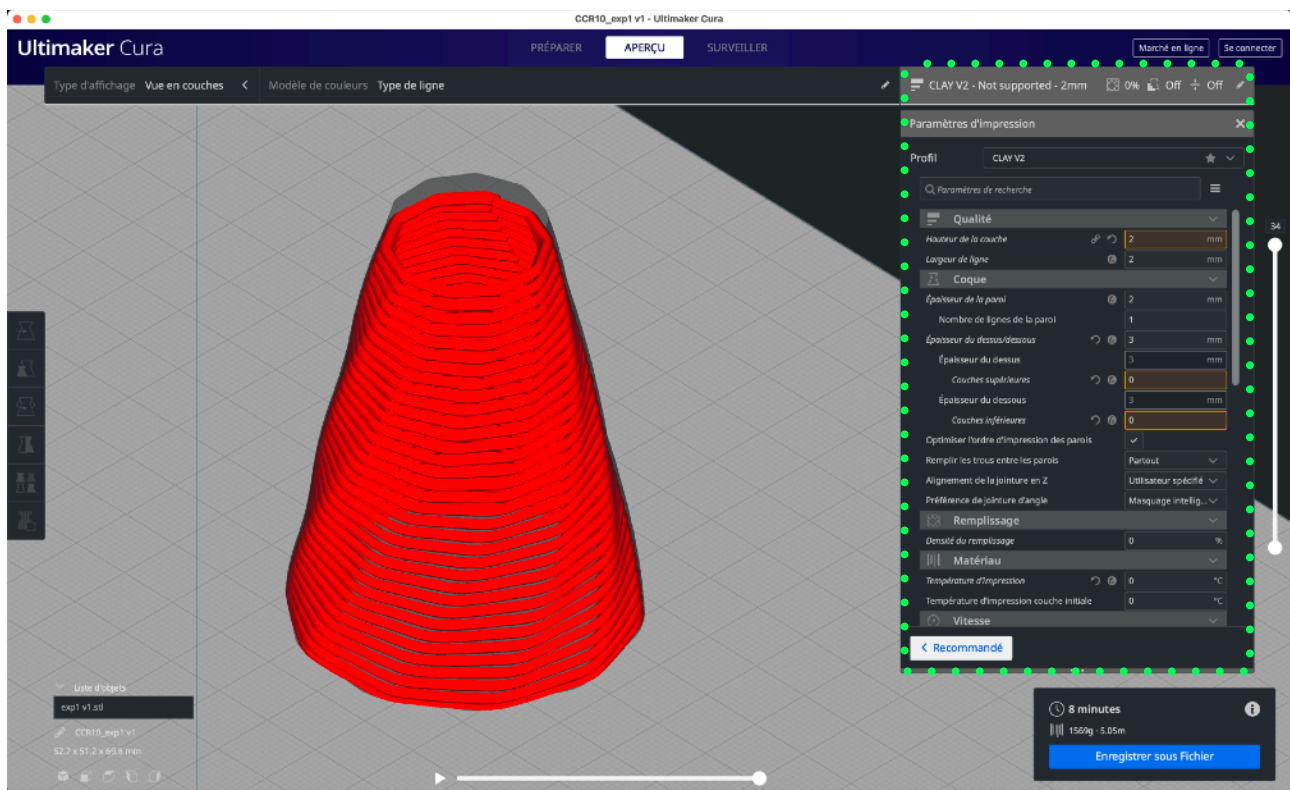 CCR10_exp1 v1 - Ultimaker Cura
Ultimaker Cura
PRÉPARER
APERÇU
SURVEILLER
Marché en ligne
Se connecter
Type d'affichage Vue en couches
Modèle de couleurs Type de ligne
CLAY V2 - Not supported - 2mm 0% Off Off
Paramètres d'impression
Profil CLAY V2
Paramètres de recherche
Qualité
Hauteur de la couche 2 mm
Largeur de ligne 2 mm
Coque
Épaisseur de la paroi 2 mm
Nombre de lignes de la paroi 1
Épaisseur du dessus/dessous 3 mm
Épaisseur du dessus 3 mm
Couches supérieures 0
Épaisseur du dessous 3 mm
Couches inférieures 0
Optimiser l'ordre d'impression des parois
Remplir les trous entre les parois Partout
Alignement de la jointure en Z Utilisateur spécifié
Préférence de jointure d'angle Masquage intellig...
Remplissage
Densité du remplissage 0 %
Matériau
Température d'impression 0 °C
Température d'impression couche initiale 0 °C
Vitesse
Recommandé
34
Liste d'objets
exp1 v1.stl
CCR10_exp1 v1
52.7 x 51.2 x 69.8 mm
8 minutes
1569g · 5.05m
Enregistrer sous Fichier